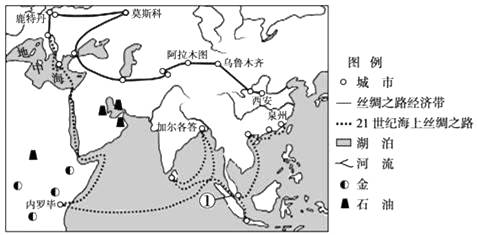 鹿特丹
莫斯科
地
中
海
阿拉木图
乌鲁木齐
西安
泉州
加尔各答
内罗毕
①
图 例
城 市
丝绸之路经济带
21世纪海上丝绸之路
湖 泊
河 流
金
石 油